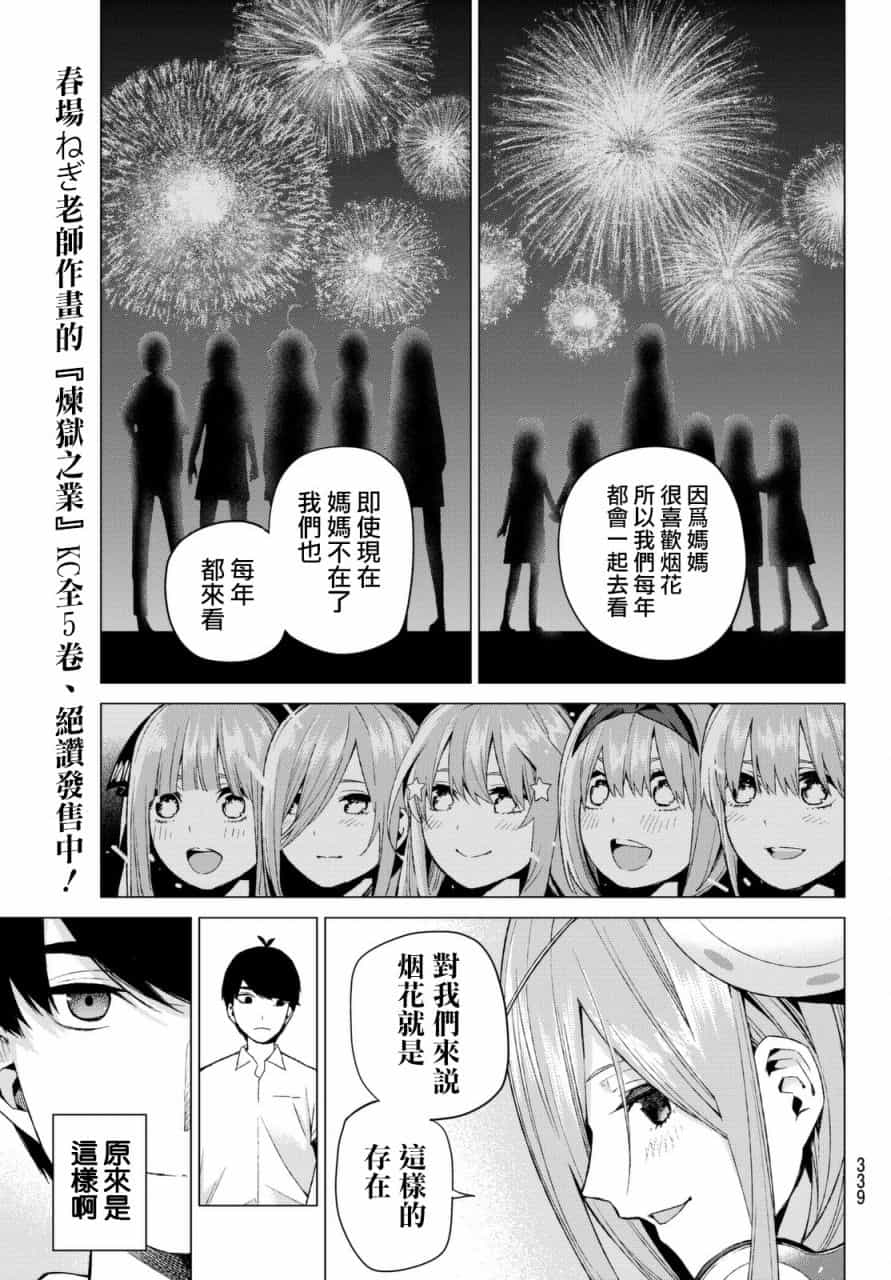 因爲媽媽
很喜歡烟花
所以我們每年
都會一起去看
即使現在
媽媽不在了
我們也
每年
都來看
對我們來説
烟花就是
這樣的
存在
原來是
這樣啊
春場ねぎ老師作畫的『煉獄之業』KC全5卷、絕讚發售中！
339